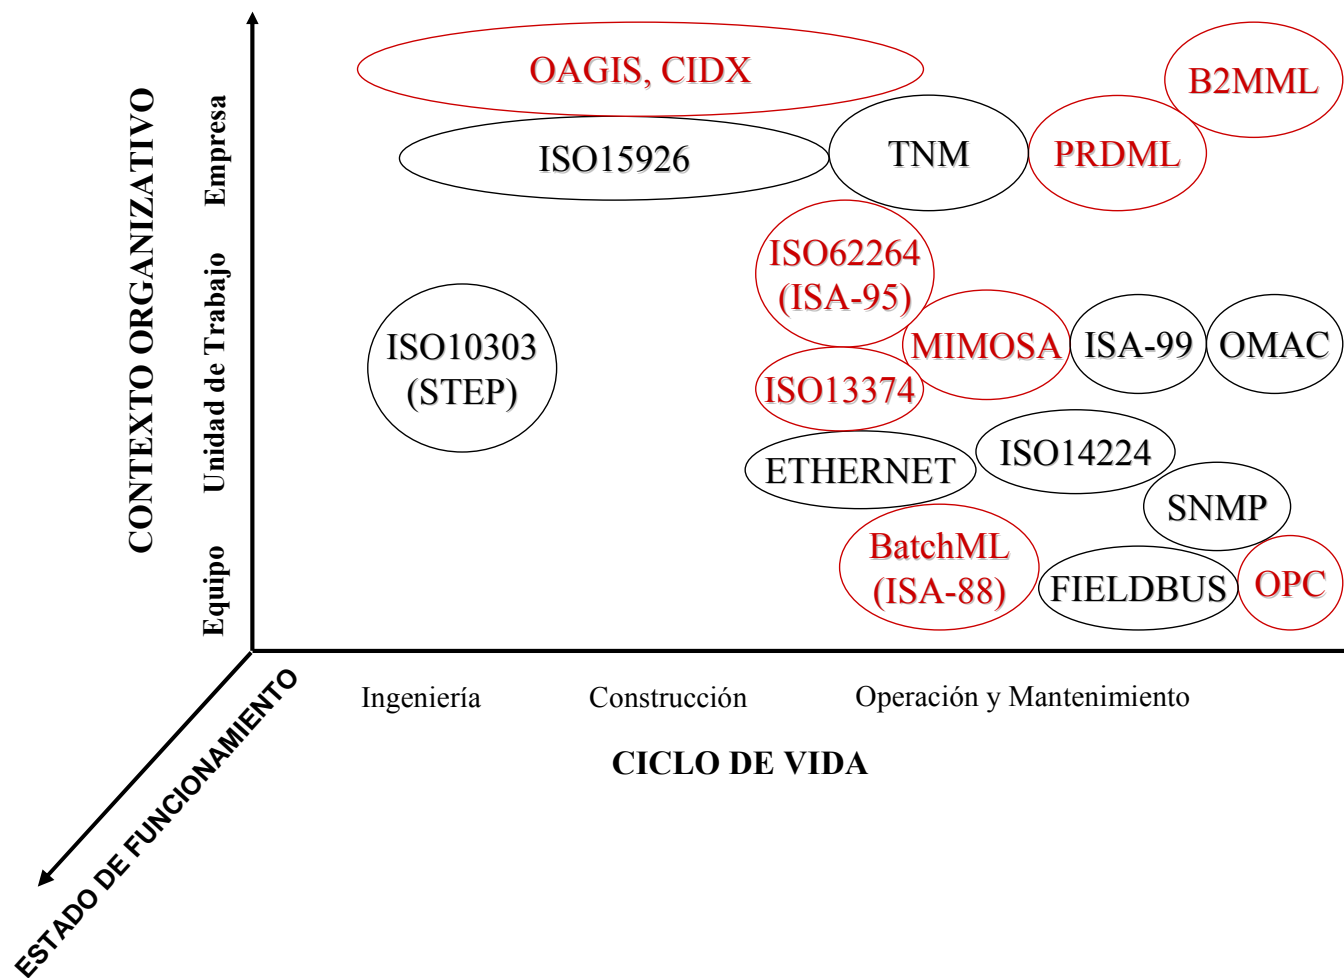 CONTEXTO ORGANIZATIVO
Empresa
Unidad de Trabajo
Equipo
OAGIS, CIDX
B2MML
ISO15926
TNM
PRDML
ISO62264
(ISA-95)
ISO10303
(STEP)
MIMOSA
ISA-99
OMAC
ISO13374
ETHERNET
ISO14224
SNMP
BatchML
(ISA-88)
FIELDBUS
OPC
Ingeniería
Construcción
Operación y Mantenimiento
CICLO DE VIDA
ESTADO DE FUNCIONAMIENTO